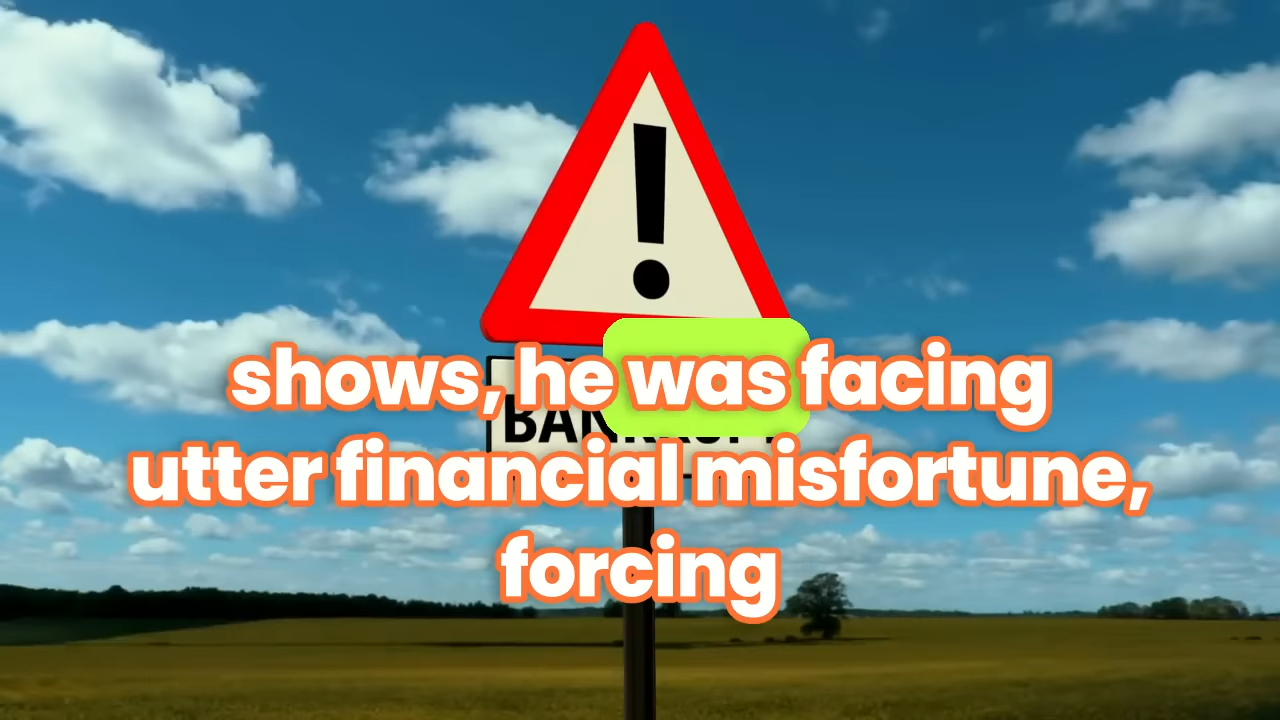 shows, he was facing
utter financial misfortune,
forcing